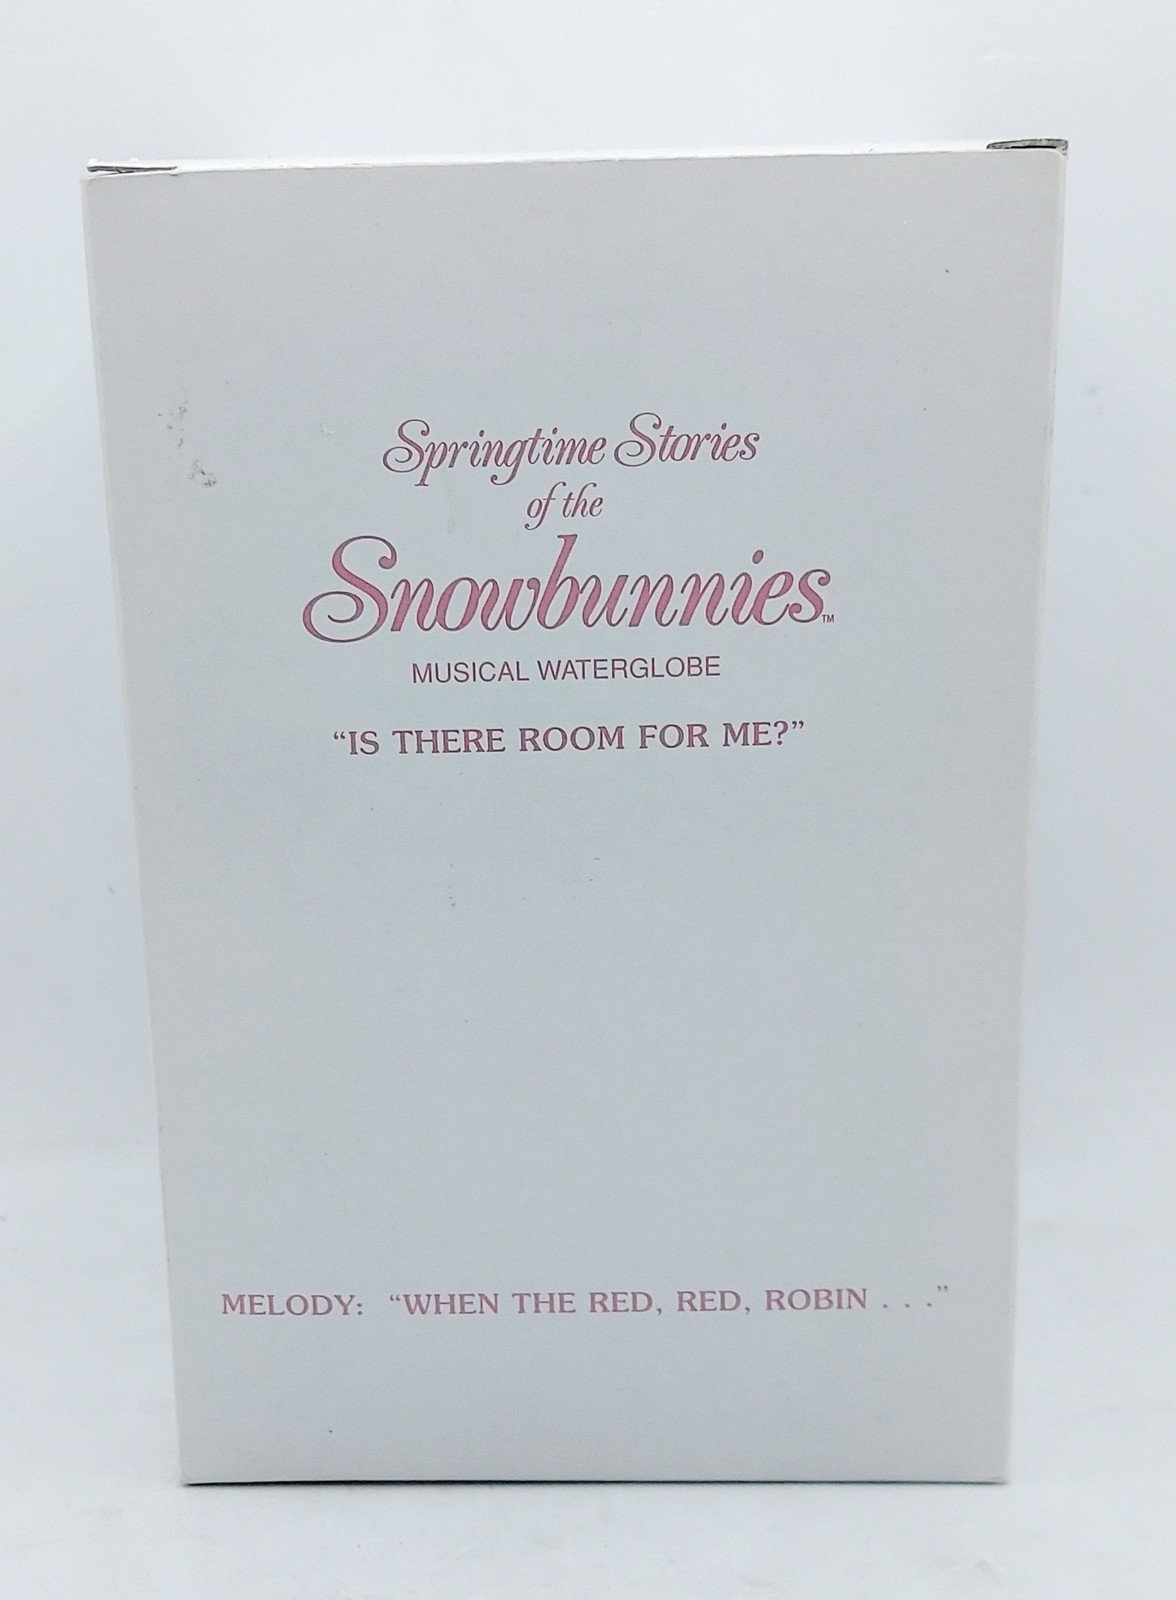 Springtime Stories
of the
Snowbunnies™
MUSICAL WATERGLOBE
“IS THERE ROOM FOR ME?”
MELODY: “WHEN THE RED, RED, ROBIN . . .”